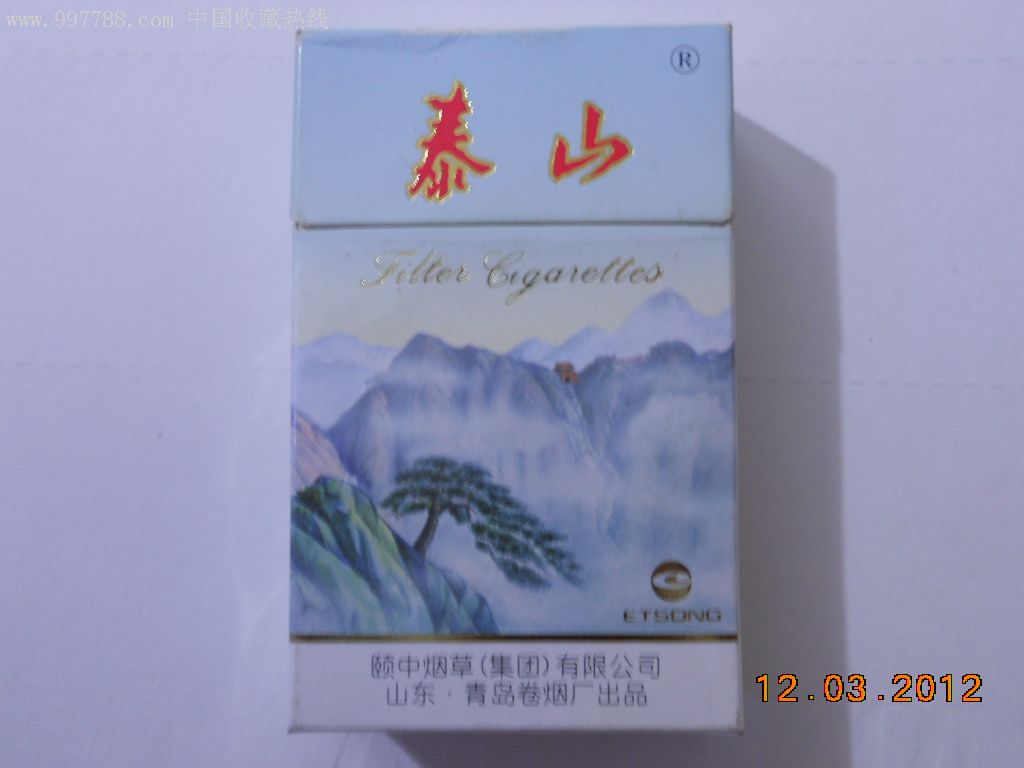 www.997788.com 中国收藏热线
®
泰山
Filter Cigarettes
ETSONG
颐中烟草(集团)有限公司
山东·青岛卷烟厂出品
12.03.2012